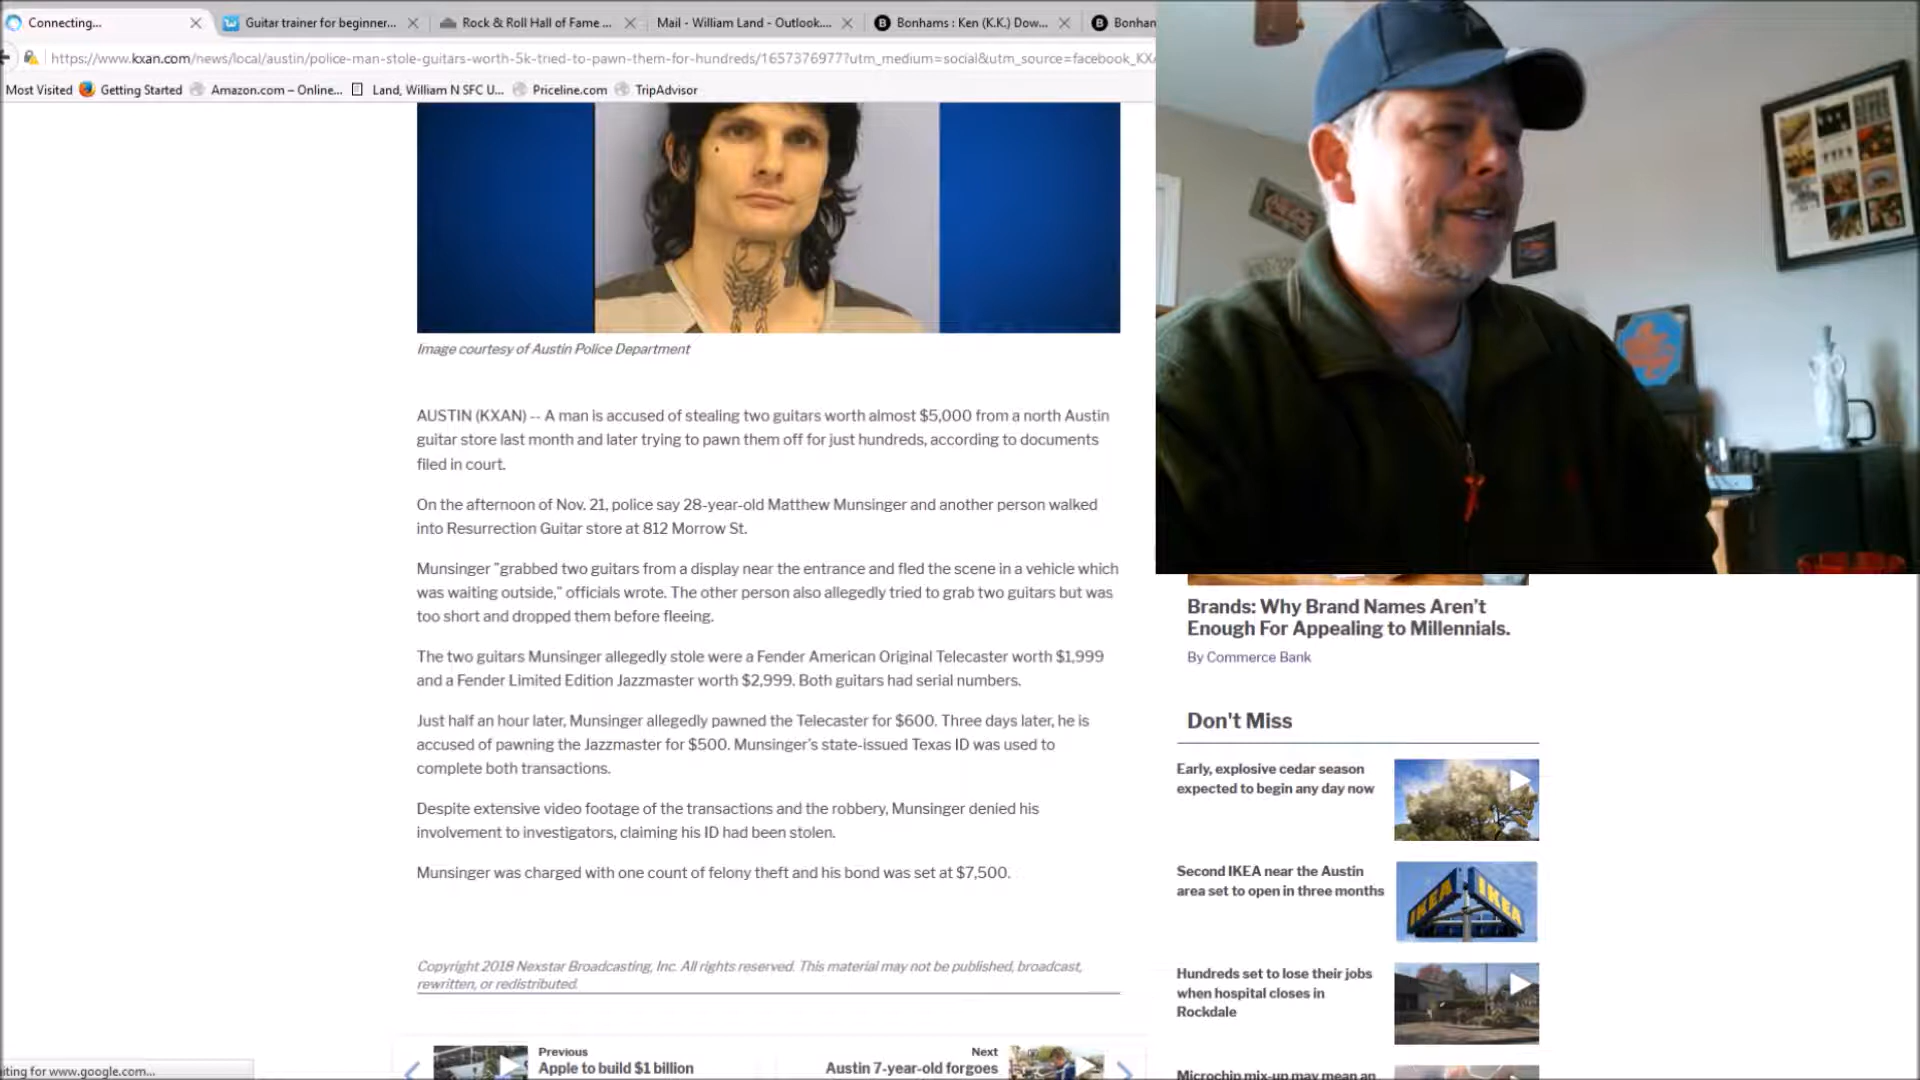 Connecting...
Guitar trainer for beginner...
Rock & Roll Hall of Fame ...
Mail - William Land - Outlook....
Bonhams : Ken (K.K.) Dow...
Bonham
https://www.kxan.com/news/local/austin/police-man-stole-guitars-worth-5k-tried-to-pawn-them-for-hundreds/1657376977?utm_medium=social&utm_source=facebook_KXA
Most Visited
Getting Started
Amazon.com – Online...
Land, William N SFC U...
Priceline.com
TripAdvisor
Image courtesy of Austin Police Department
AUSTIN (KXAN) -- A man is accused of stealing two guitars worth almost $5,000 from a north Austin
guitar store last month and later trying to pawn them off for just hundreds, according to documents
filed in court.
On the afternoon of Nov. 21, police say 28-year-old Matthew Munsinger and another person walked
into Resurrection Guitar store at 812 Morrow St.
Munsinger "grabbed two guitars from a display near the entrance and fled the scene in a vehicle which
was waiting outside," officials wrote. The other person also allegedly tried to grab two guitars but was
too short and dropped them before fleeing.
The two guitars Munsinger allegedly stole were a Fender American Original Telecaster worth $1,999
and a Fender Limited Edition Jazzmaster worth $2,999. Both guitars had serial numbers.
Just half an hour later, Munsinger allegedly pawned the Telecaster for $600. Three days later, he is
accused of pawning the Jazzmaster for $500. Munsinger's state-issued Texas ID was used to
complete both transactions.
Despite extensive video footage of the transactions and the robbery, Munsinger denied his
involvement to investigators, claiming his ID had been stolen.
Munsinger was charged with one count of felony theft and his bond was set at $7,500.
Copyright 2018 Nexstar Broadcasting, Inc. All rights reserved. This material may not be published, broadcast,
rewritten, or redistributed.
Previous
Apple to build $1 billion
Next
Austin 7-year-old forgoes
Brands: Why Brand Names Aren't
Enough For Appealing to Millennials.
By Commerce Bank
Don't Miss
Early, explosive cedar season
expected to begin any day now
Second IKEA near the Austin
area set to open in three months
IKEA
IKEA
Hundreds set to lose their jobs
when hospital closes in
Rockdale
Microchip mix-up may mean an
iting for www.google.com...